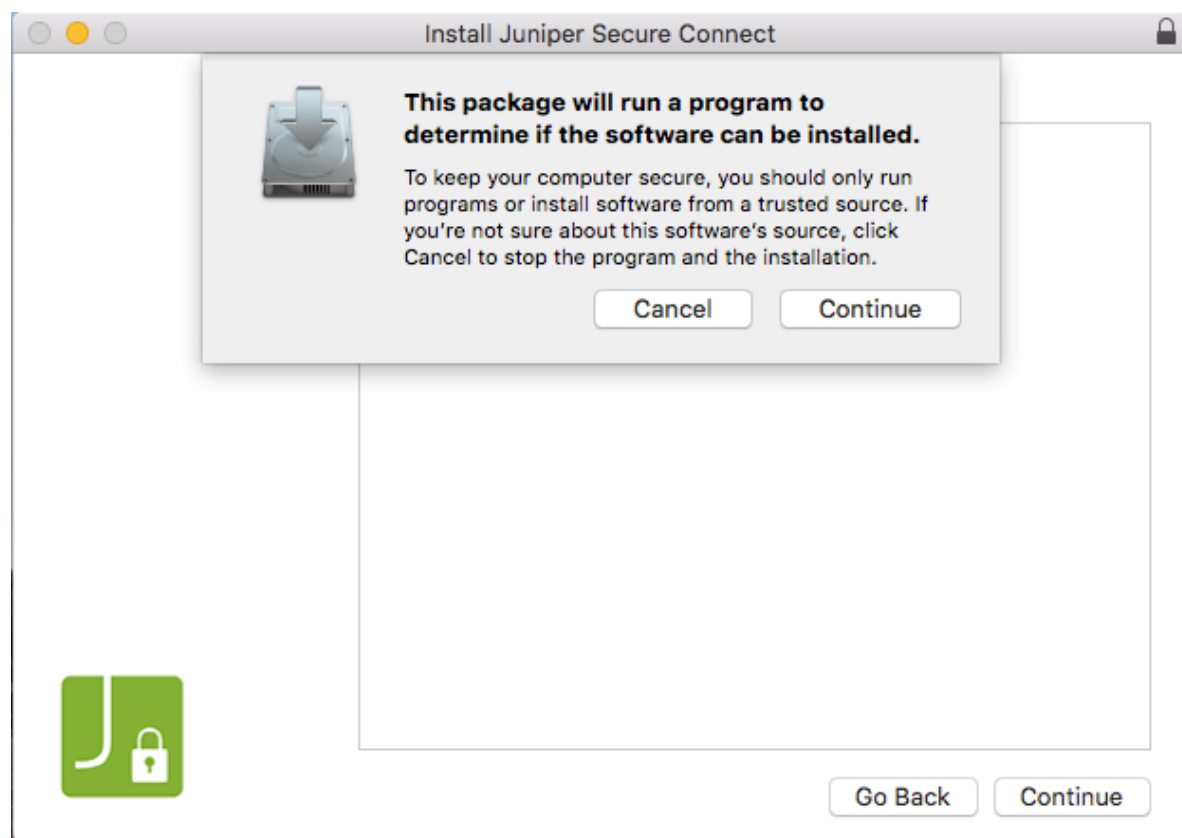 Install Juniper Secure Connect
This package will run a program to
determine if the software can be installed.
To keep your computer secure, you should only run
programs or install software from a trusted source. If
you're not sure about this software's source, click
Cancel to stop the program and the installation.
Cancel
Continue
J
Go Back
Continue